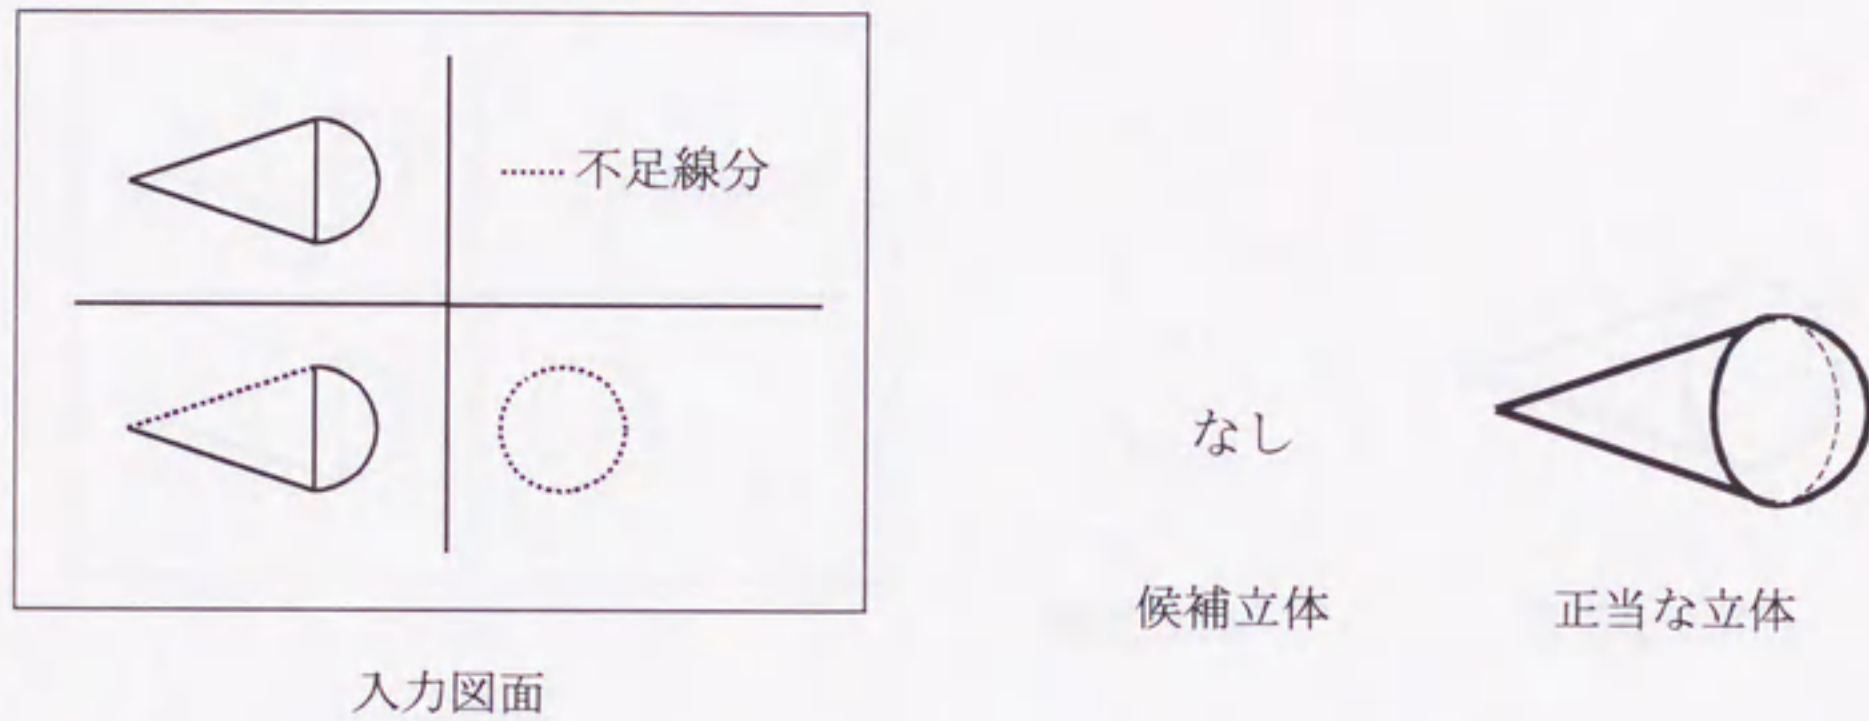 不足線分
なし
候補立体
正当な立体
入力図面